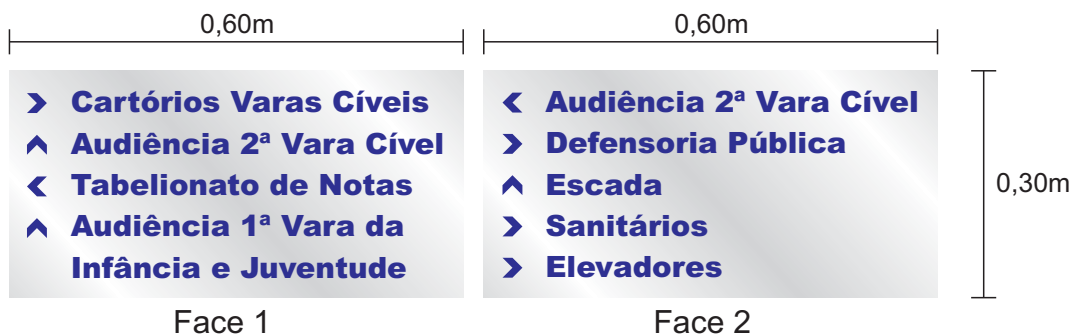 0,60m
0,60m
Cartórios Varas Cíveis
Audiência 2ª Vara Cível
Tabelionato de Notas
Audiência 1ª Vara da
Infância e Juventude
Audiência 2ª Vara Cível
Defensoria Pública
Escada
Sanitários
Elevadores
0,30m
Face 1
Face 2